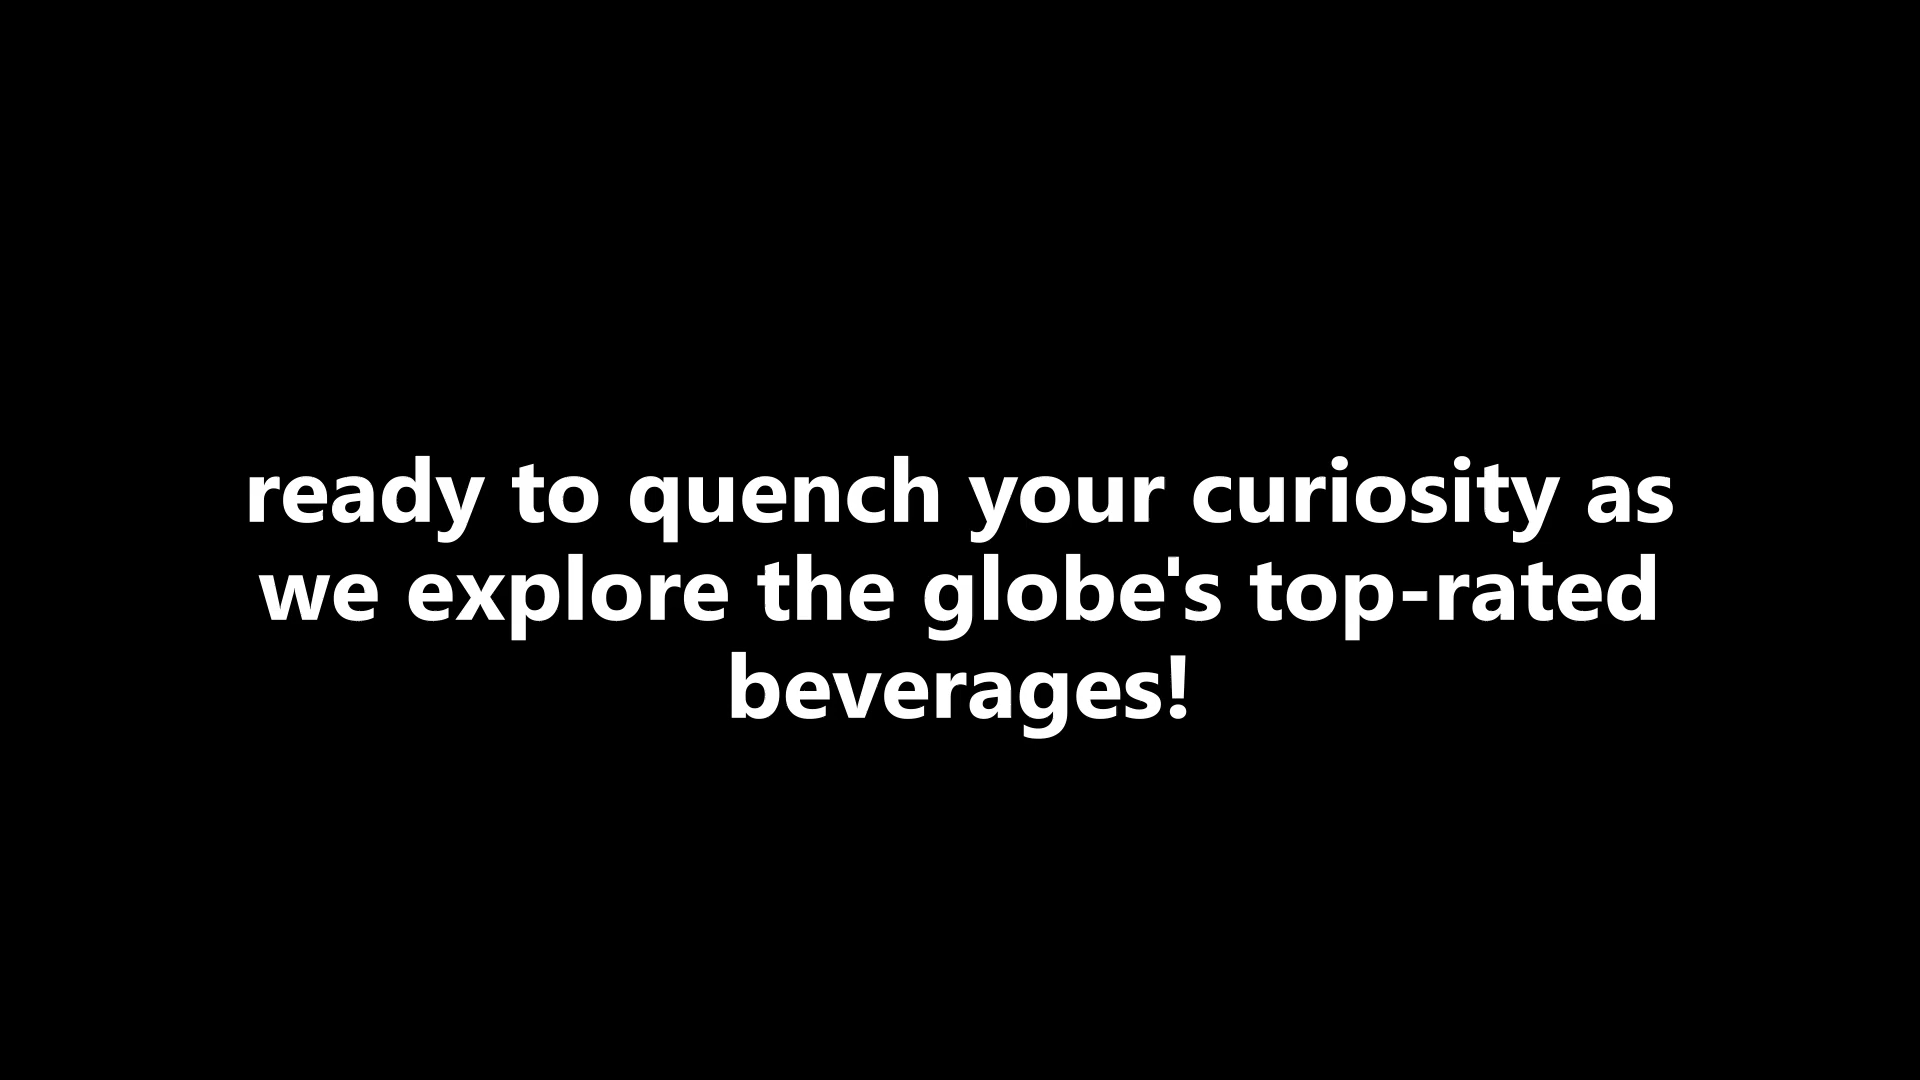 ready to quench your curiosity as
we explore the globe's top-rated
beverages!